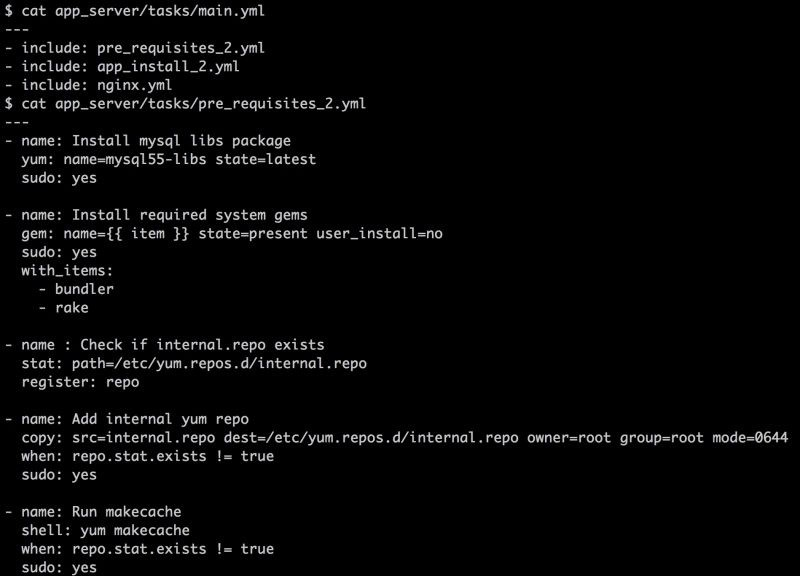 $ cat app_server/tasks/main.yml
---
- include: pre_requisites_2.yml
- include: app_install_2.yml
- include: nginx.yml
$ cat app_server/tasks/pre_requisites_2.yml
---
- name: Install mysql libs package
  yum: name=mysql55-libs state=latest
  sudo: yes

- name: Install required system gems
  gem: name={{ item }} state=present user_install=no
  sudo: yes
  with_items:
    - bundler
    - rake

- name : Check if internal.repo exists
  stat: path=/etc/yum.repos.d/internal.repo
  register: repo

- name: Add internal yum repo
  copy: src=internal.repo dest=/etc/yum.repos.d/internal.repo owner=root group=root mode=0644
  when: repo.stat.exists != true
  sudo: yes

- name: Run makecache
  shell: yum makecache
  when: repo.stat.exists != true
  sudo: yes